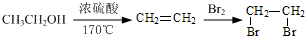 CH₃CH₂OH 浓硫酸 170℃ CH₂=CH₂ Br₂ CH₂—CH₂
Br Br